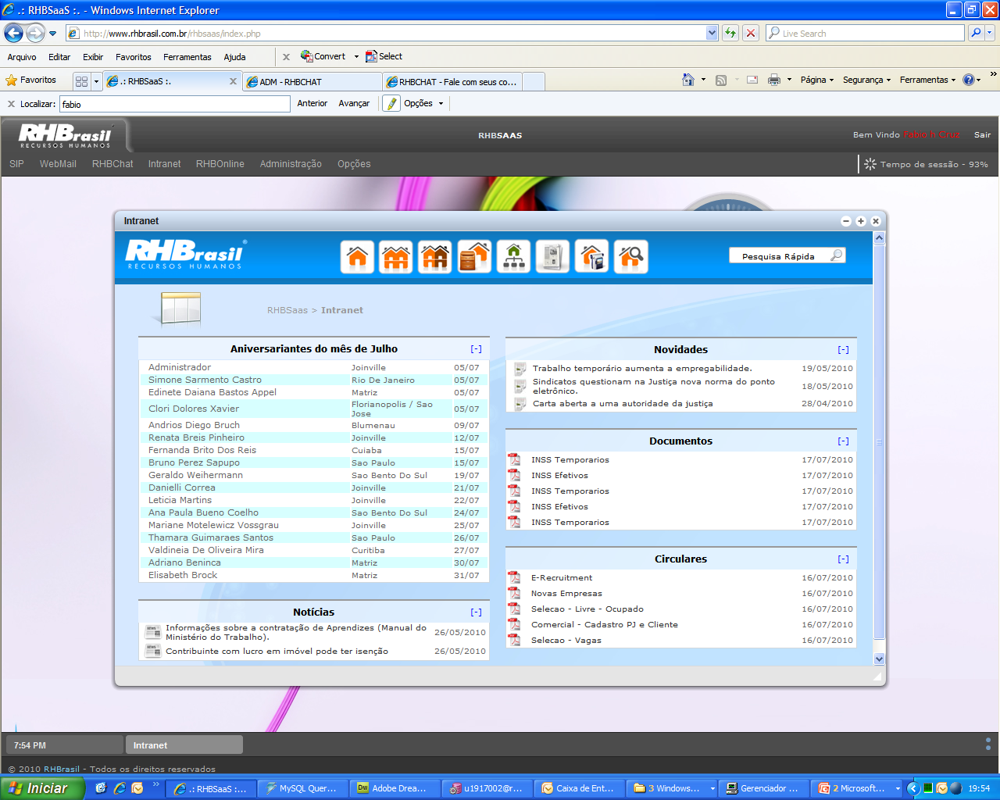 .: RHBSaaS :. - Windows Internet Explorer
http://www.rhbrasil.com.br/rhbsaas/index.php
Live Search
Arquivo Editar Exibir Favoritos Ferramentas Ajuda x Convert Select
Favoritos .: RHBSaaS :. ADM - RHBCHAT RHBCHAT - Fale com seus co... Página Segurança Ferramentas
x Localizar: fabio Anterior Avançar Opções
RHBrasil
RECURSOS HUMANOS
RHBSAAS
Bem Vindo Fabio h Cruz Sair
SIP WebMail RHBChat Intranet RHBOnline Administração Opções
Tempo de sessão - 93%
Intranet
RHBrasil®
RECURSOS HUMANOS
Pesquisa Rápida
RHBSaas > Intranet
Aniversariantes do mês de Julho [-]
Administrador Joinville 05/07
Simone Sarmento Castro Rio De Janeiro 05/07
Edinete Daiana Bastos Appel Matriz 05/07
Clori Dolores Xavier Florianopolis / Sao Jose 05/07
Andrios Diego Bruch Blumenau 09/07
Renata Breis Pinheiro Joinville 12/07
Fernanda Brito Dos Reis Cuiaba 15/07
Bruno Perez Sapupo Sao Paulo 15/07
Geraldo Weihermann Sao Bento Do Sul 19/07
Danielli Correa Joinville 21/07
Leticia Martins Joinville 22/07
Ana Paula Bueno Coelho Sao Bento Do Sul 24/07
Mariane Motelewicz Vossgrau Joinville 25/07
Thamara Guimaraes Santos Sao Paulo 26/07
Valdineia De Oliveira Mira Curitiba 27/07
Adriano Beninca Matriz 30/07
Elisabeth Brock Matriz 31/07
Notícias [-]
Informações sobre a contratação de Aprendizes (Manual do
Ministério do Trabalho). 26/05/2010
Contribuinte com lucro em imóvel pode ter isenção 26/05/2010
Novidades [-]
Trabalho temporário aumenta a empregabilidade. 19/05/2010
Sindicatos questionam na Justiça nova norma do ponto
eletrônico. 18/05/2010
Carta aberta a uma autoridade da justiça 28/04/2010
Documentos [-]
INSS Temporarios 17/07/2010
INSS Efetivos 17/07/2010
INSS Temporarios 17/07/2010
INSS Efetivos 17/07/2010
INSS Temporarios 17/07/2010
Circulares [-]
E-Recruitment 16/07/2010
Novas Empresas 16/07/2010
Selecao - Livre - Ocupado 16/07/2010
Comercial - Cadastro PJ e Cliente 16/07/2010
Selecao - Vagas 16/07/2010
7:54 PM Intranet
© 2010 RHBrasil - Todos os direitos reservados
Iniciar .: RHBSaaS :... MySQL Quer... Adobe Drea... u1917002@r... Caixa de Ent... 3 Windows... Gerenciador ... 2 Microsoft... 19:54